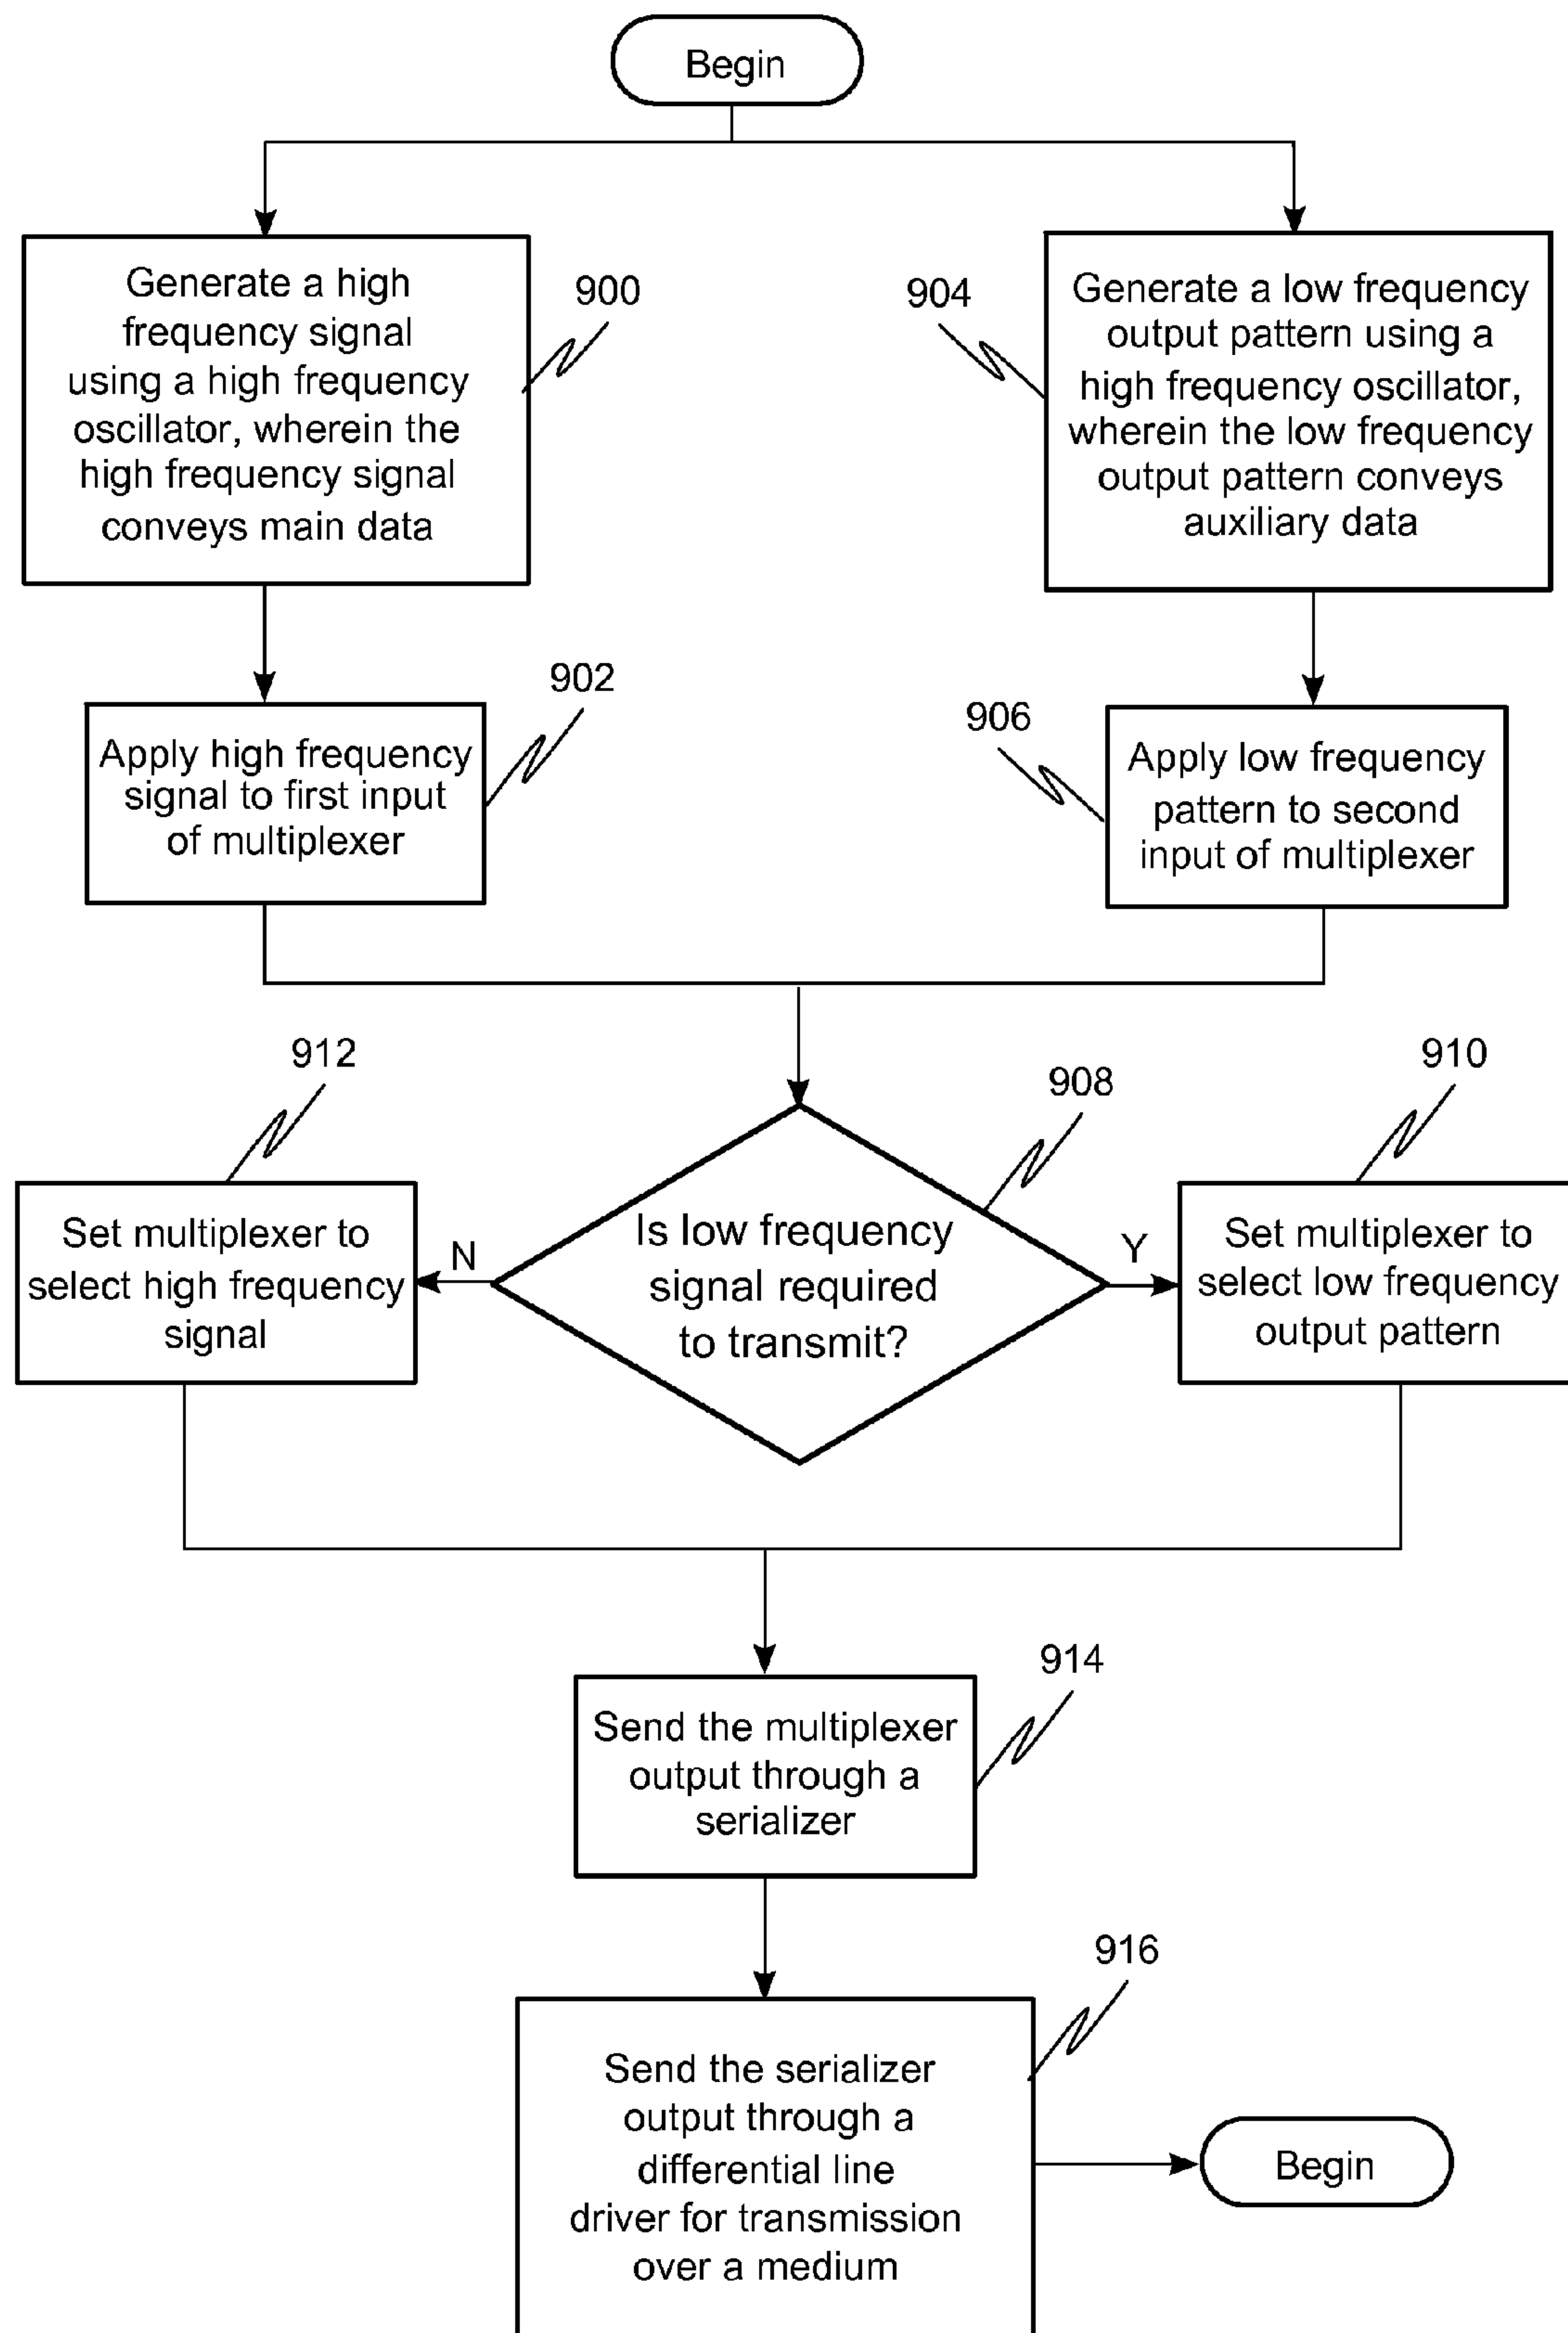 Begin
Generate a high
frequency signal
using a high frequency
oscillator, wherein the
high frequency signal
conveys main data
900
904
Generate a low frequency
output pattern using a
high frequency oscillator,
wherein the low frequency
output pattern conveys
auxiliary data
902
Apply high frequency
signal to first input
of multiplexer
906
Apply low frequency
pattern to second
input of multiplexer
912
908
910
Set multiplexer to
select high frequency
signal
N
Is low frequency
signal required
to transmit?
Y
Set multiplexer to
select low frequency
output pattern
914
Send the multiplexer
output through a
serializer
916
Send the serializer
output through a
differential line
driver for transmission
over a medium
Begin